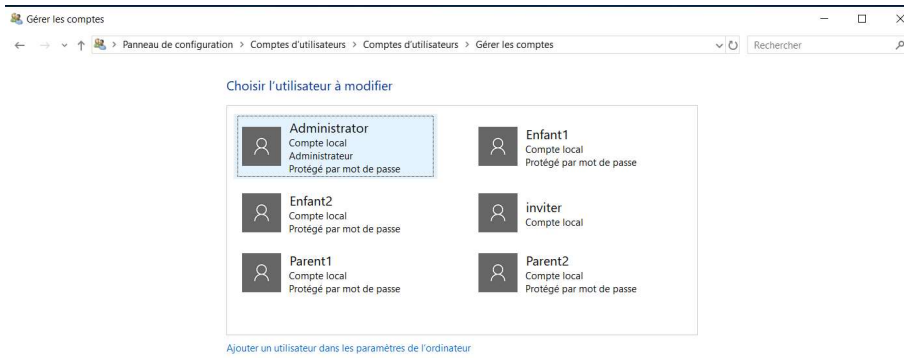 Gérer les comptes
Panneau de configuration > Comptes d'utilisateurs > Comptes d'utilisateurs > Gérer les comptes
Rechercher
Choisir l'utilisateur à modifier
Administrator
Compte local
Administrateur
Protégé par mot de passe
Enfant1
Compte local
Protégé par mot de passe
Enfant2
Compte local
Protégé par mot de passe
inviter
Compte local
Parent1
Compte local
Protégé par mot de passe
Parent2
Compte local
Protégé par mot de passe
Ajouter un utilisateur dans les paramètres de l'ordinateur